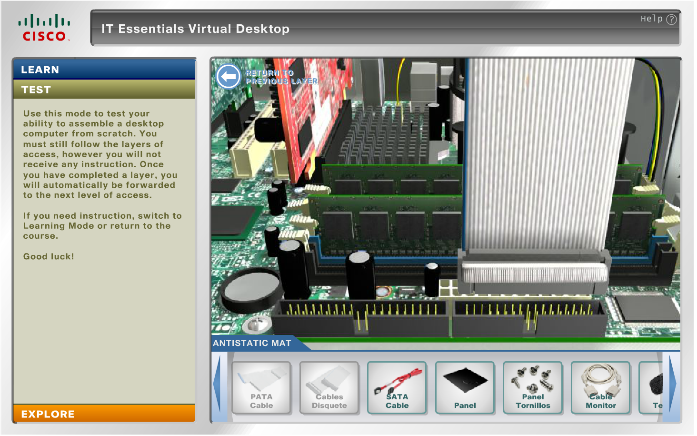 Help ?
CISCO
IT Essentials Virtual Desktop
LEARN
TEST
Use this mode to test your
ability to assemble a desktop
computer from scratch. You
must still follow the layers of
access, however you will not
receive any instruction. Once
you have completed a layer, you
will automatically be forwarded
to the next level of access.
If you need instruction, switch to
Learning Mode or return to the
course.
Good luck!
EXPLORE
RETURN TO
PREVIOUS LAYER
ANTISTATIC MAT
PATA
Cable
Cables
Disquete
SATA
Cable
Panel
Panel
Tornillos
Cable
Monitor
Te